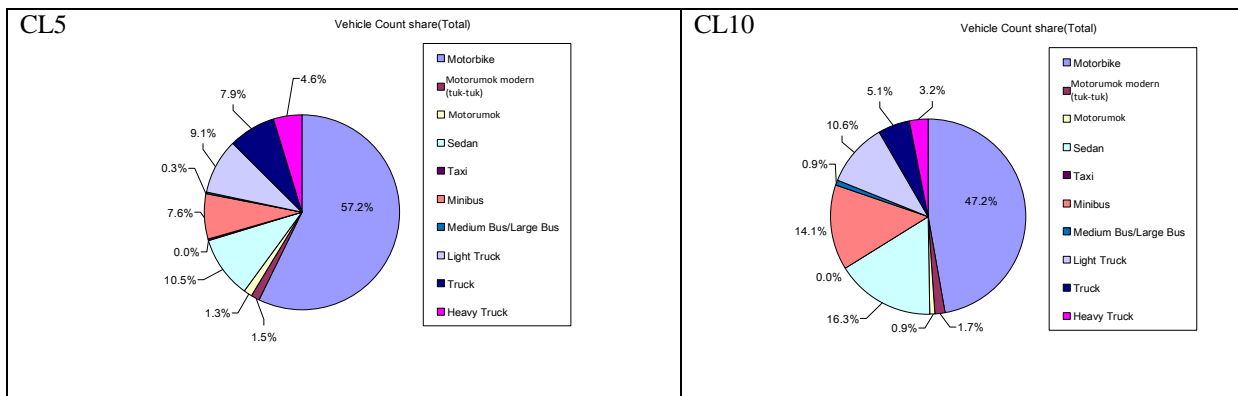 CL5
Vehicle Count share(Total)
57.2%
1.5%
1.3%
10.5%
0.0%
7.6%
0.3%
9.1%
7.9%
4.6%
Motorbike
Motorumok modern
(tuk-tuk)
Motorumok
Sedan
Taxi
Minibus
Medium Bus/Large Bus
Light Truck
Truck
Heavy Truck
CL10
Vehicle Count share(Total)
47.2%
1.7%
0.9%
16.3%
0.0%
14.1%
0.9%
10.6%
5.1%
3.2%
Motorbike
Motorumok modern
(tuk-tuk)
Motorumok
Sedan
Taxi
Minibus
Medium Bus/Large Bus
Light Truck
Truck
Heavy Truck